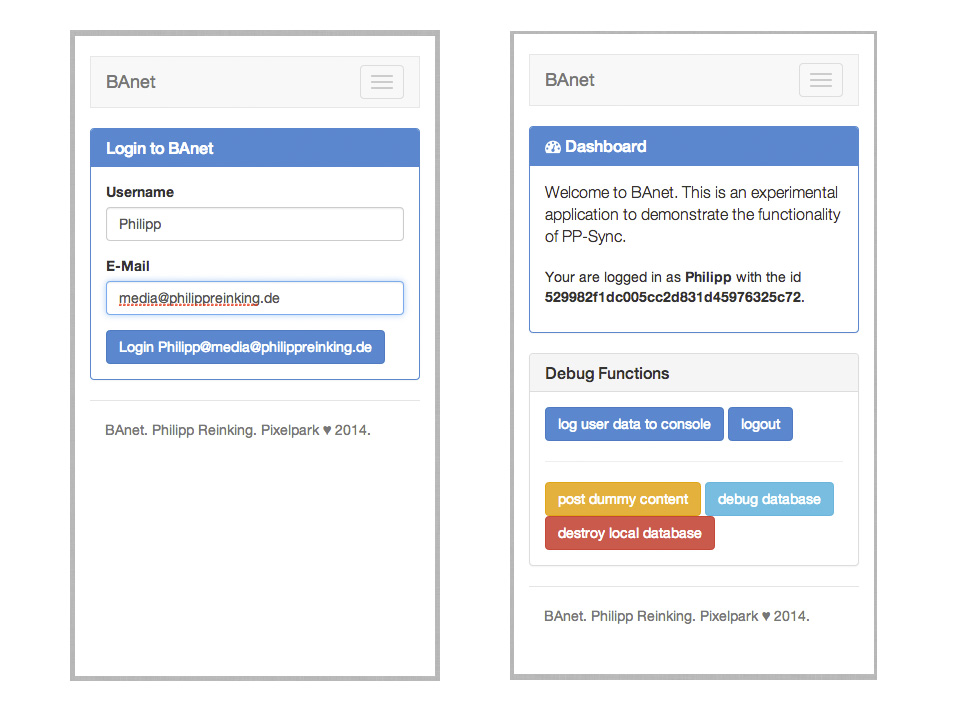 BAnet
Login to BAnet
Username
Philipp
E-Mail
media@philippreinking.de
Login Philipp@media@philippreinking.de
BAnet. Philipp Reinking. Pixelpark ♥ 2014.
BAnet
Dashboard
Welcome to BAnet. This is an experimental
application to demonstrate the functionality
of PP-Sync.
Your are logged in as Philipp with the id
529982f1dc005cc2d831d45976325c72.
Debug Functions
log user data to console logout
post dummy content debug database
destroy local database
BAnet. Philipp Reinking. Pixelpark ♥ 2014.